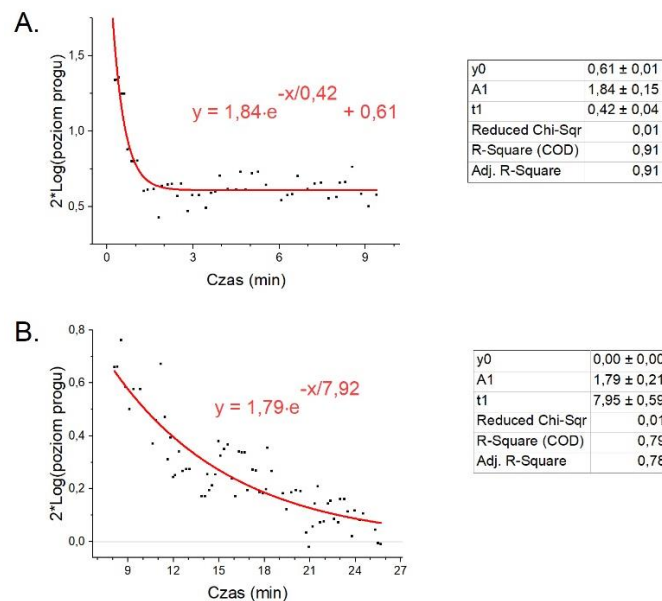 A.
2*Log(poziom progu)
1,5
1,0
0,5
0
3
6
9
Czas (min)
y = 1,84·e -x/0,42 + 0,61
y0 0,61 ± 0,01
A1 1,84 ± 0,15
t1 0,42 ± 0,04
Reduced Chi-Sqr 0,01
R-Square (COD) 0,91
Adj. R-Square 0,91
B.
2*Log(poziom progu)
0,8
0,6
0,4
0,2
0,0
9
12
15
18
21
24
27
Czas (min)
y = 1,79·e -x/7,92
y0 0,00 ± 0,00
A1 1,79 ± 0,21
t1 7,95 ± 0,59
Reduced Chi-Sqr 0,01
R-Square (COD) 0,79
Adj. R-Square 0,78